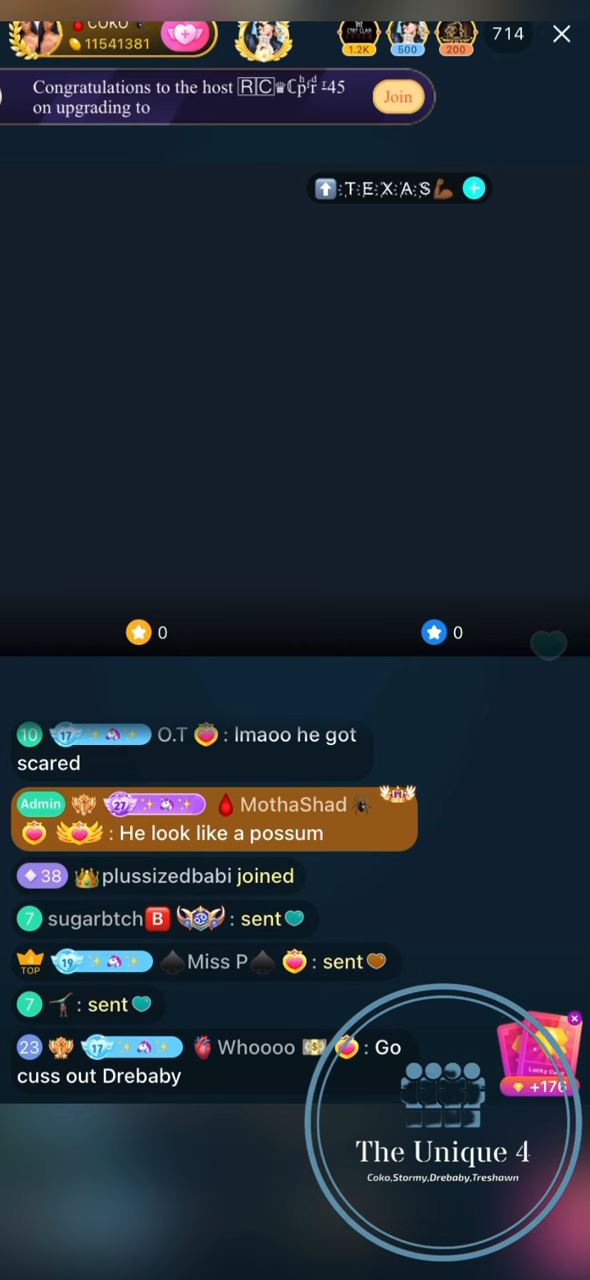 COKO
11541381
1.2K
500
200
714
Congratulations to the host 🅁🄲♛ℂpͪrͩ 45
on upgrading to
Join
TEXAS
0
0
10 17 O.T : lmaoo he got
scared
Admin 27 MothaShad
: He look like a possum
38 plussizedbabi joined
7 sugarbtch B : sent
TOP 19 Miss P : sent
7 : sent
23 17 Whoooo : Go
cuss out Drebaby
+176
The Unique 4
Coko,Stormy,Drebaby,Treshawn